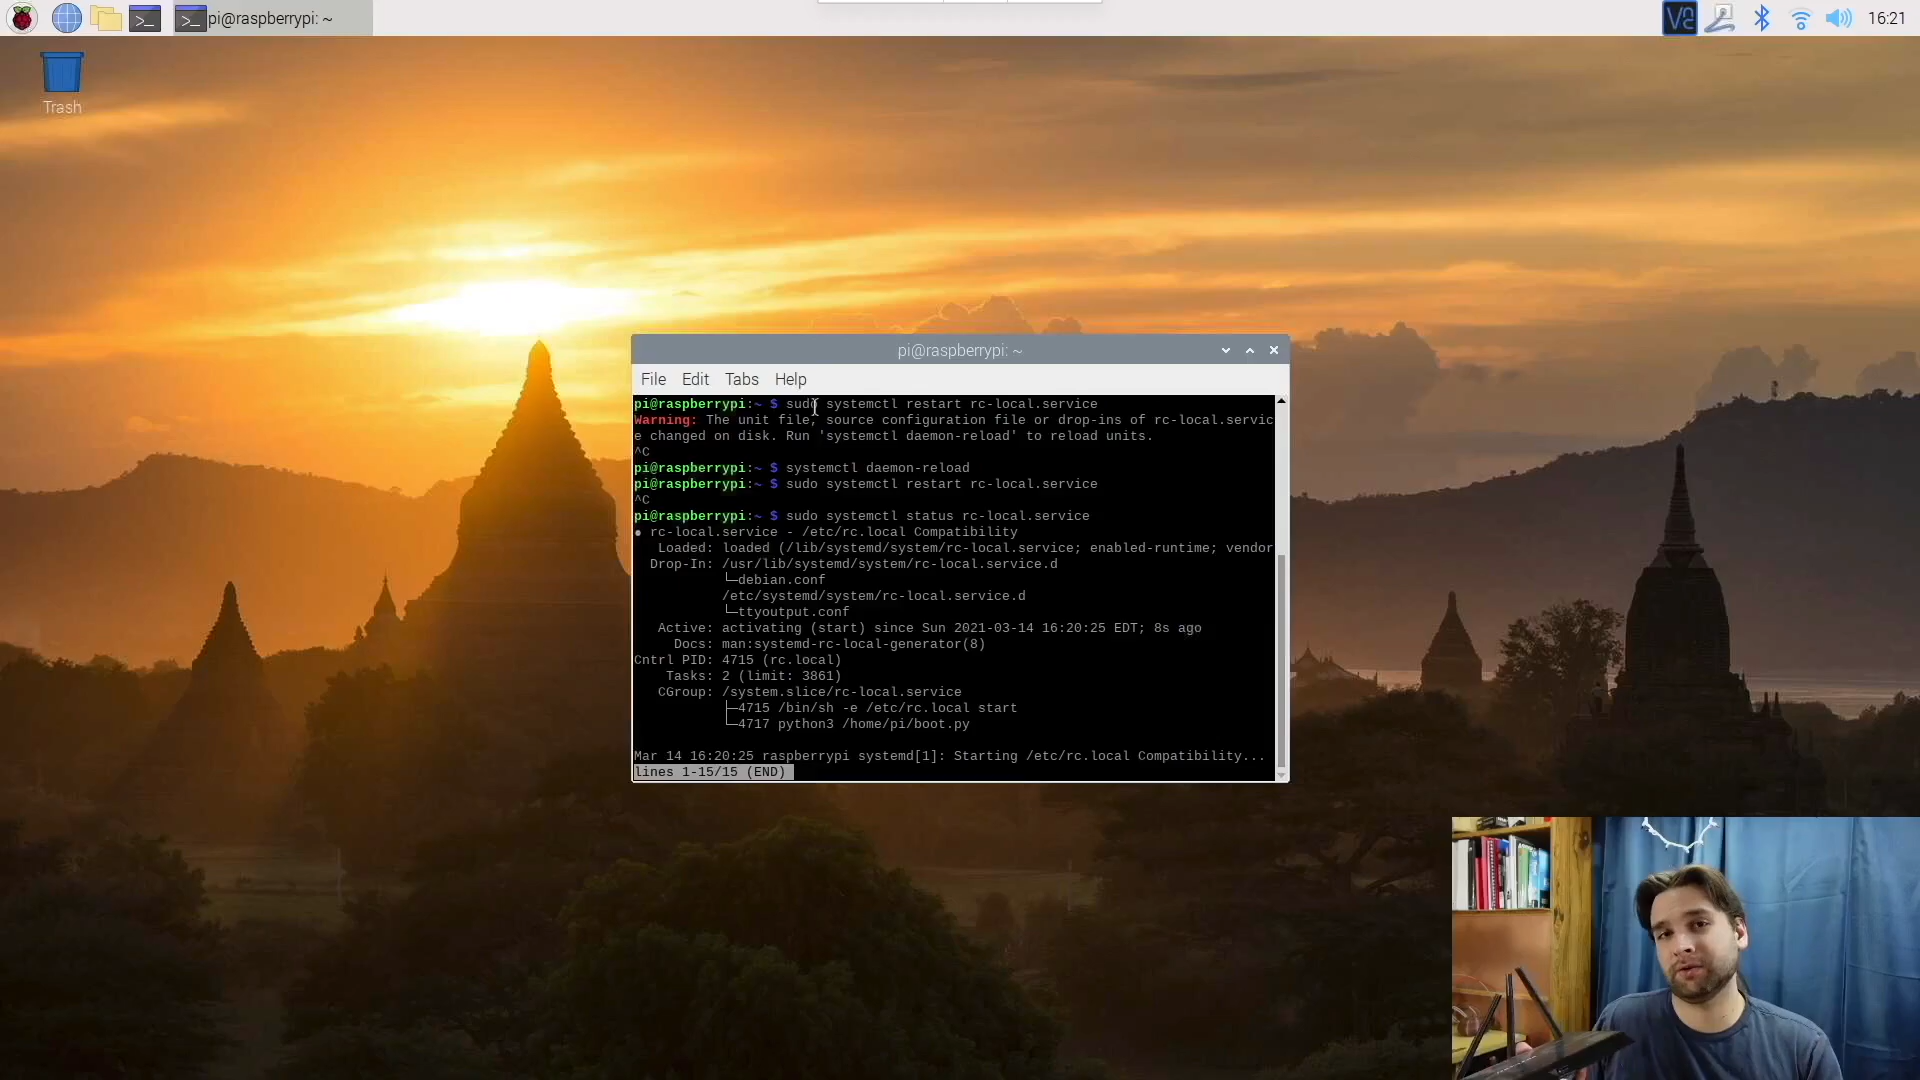 pi@raspberrypi: ~
16:21
Trash
pi@raspberrypi: ~
File Edit Tabs Help
pi@raspberrypi:~ $ sudo systemctl restart rc-local.service
Warning: The unit file, source configuration file or drop-ins of rc-local.servic
e changed on disk. Run 'systemctl daemon-reload' to reload units.
^C
pi@raspberrypi:~ $ systemctl daemon-reload
pi@raspberrypi:~ $ sudo systemctl restart rc-local.service
^C
pi@raspberrypi:~ $ sudo systemctl status rc-local.service
● rc-local.service - /etc/rc.local Compatibility
Loaded: loaded (/lib/systemd/system/rc-local.service; enabled-runtime; vendor
Drop-In: /usr/lib/systemd/system/rc-local.service.d
└─debian.conf
/etc/systemd/system/rc-local.service.d
└─ttyoutput.conf
Active: activating (start) since Sun 2021-03-14 16:20:25 EDT; 8s ago
Docs: man:systemd-rc-local-generator(8)
Cntrl PID: 4715 (rc.local)
Tasks: 2 (limit: 3861)
CGroup: /system.slice/rc-local.service
├─4715 /bin/sh -e /etc/rc.local start
└─4717 python3 /home/pi/boot.py
Mar 14 16:20:25 raspberrypi systemd[1]: Starting /etc/rc.local Compatibility...
lines 1-15/15 (END)